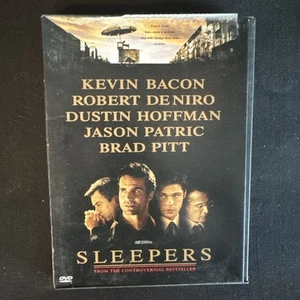 KEVIN BACON
ROBERT DE NIRO
DUSTIN HOFFMAN
JASON PATRIC
BRAD PITT
SLEEPERS
FROM THE CONTROVERSIAL BESTSELLER
DVD